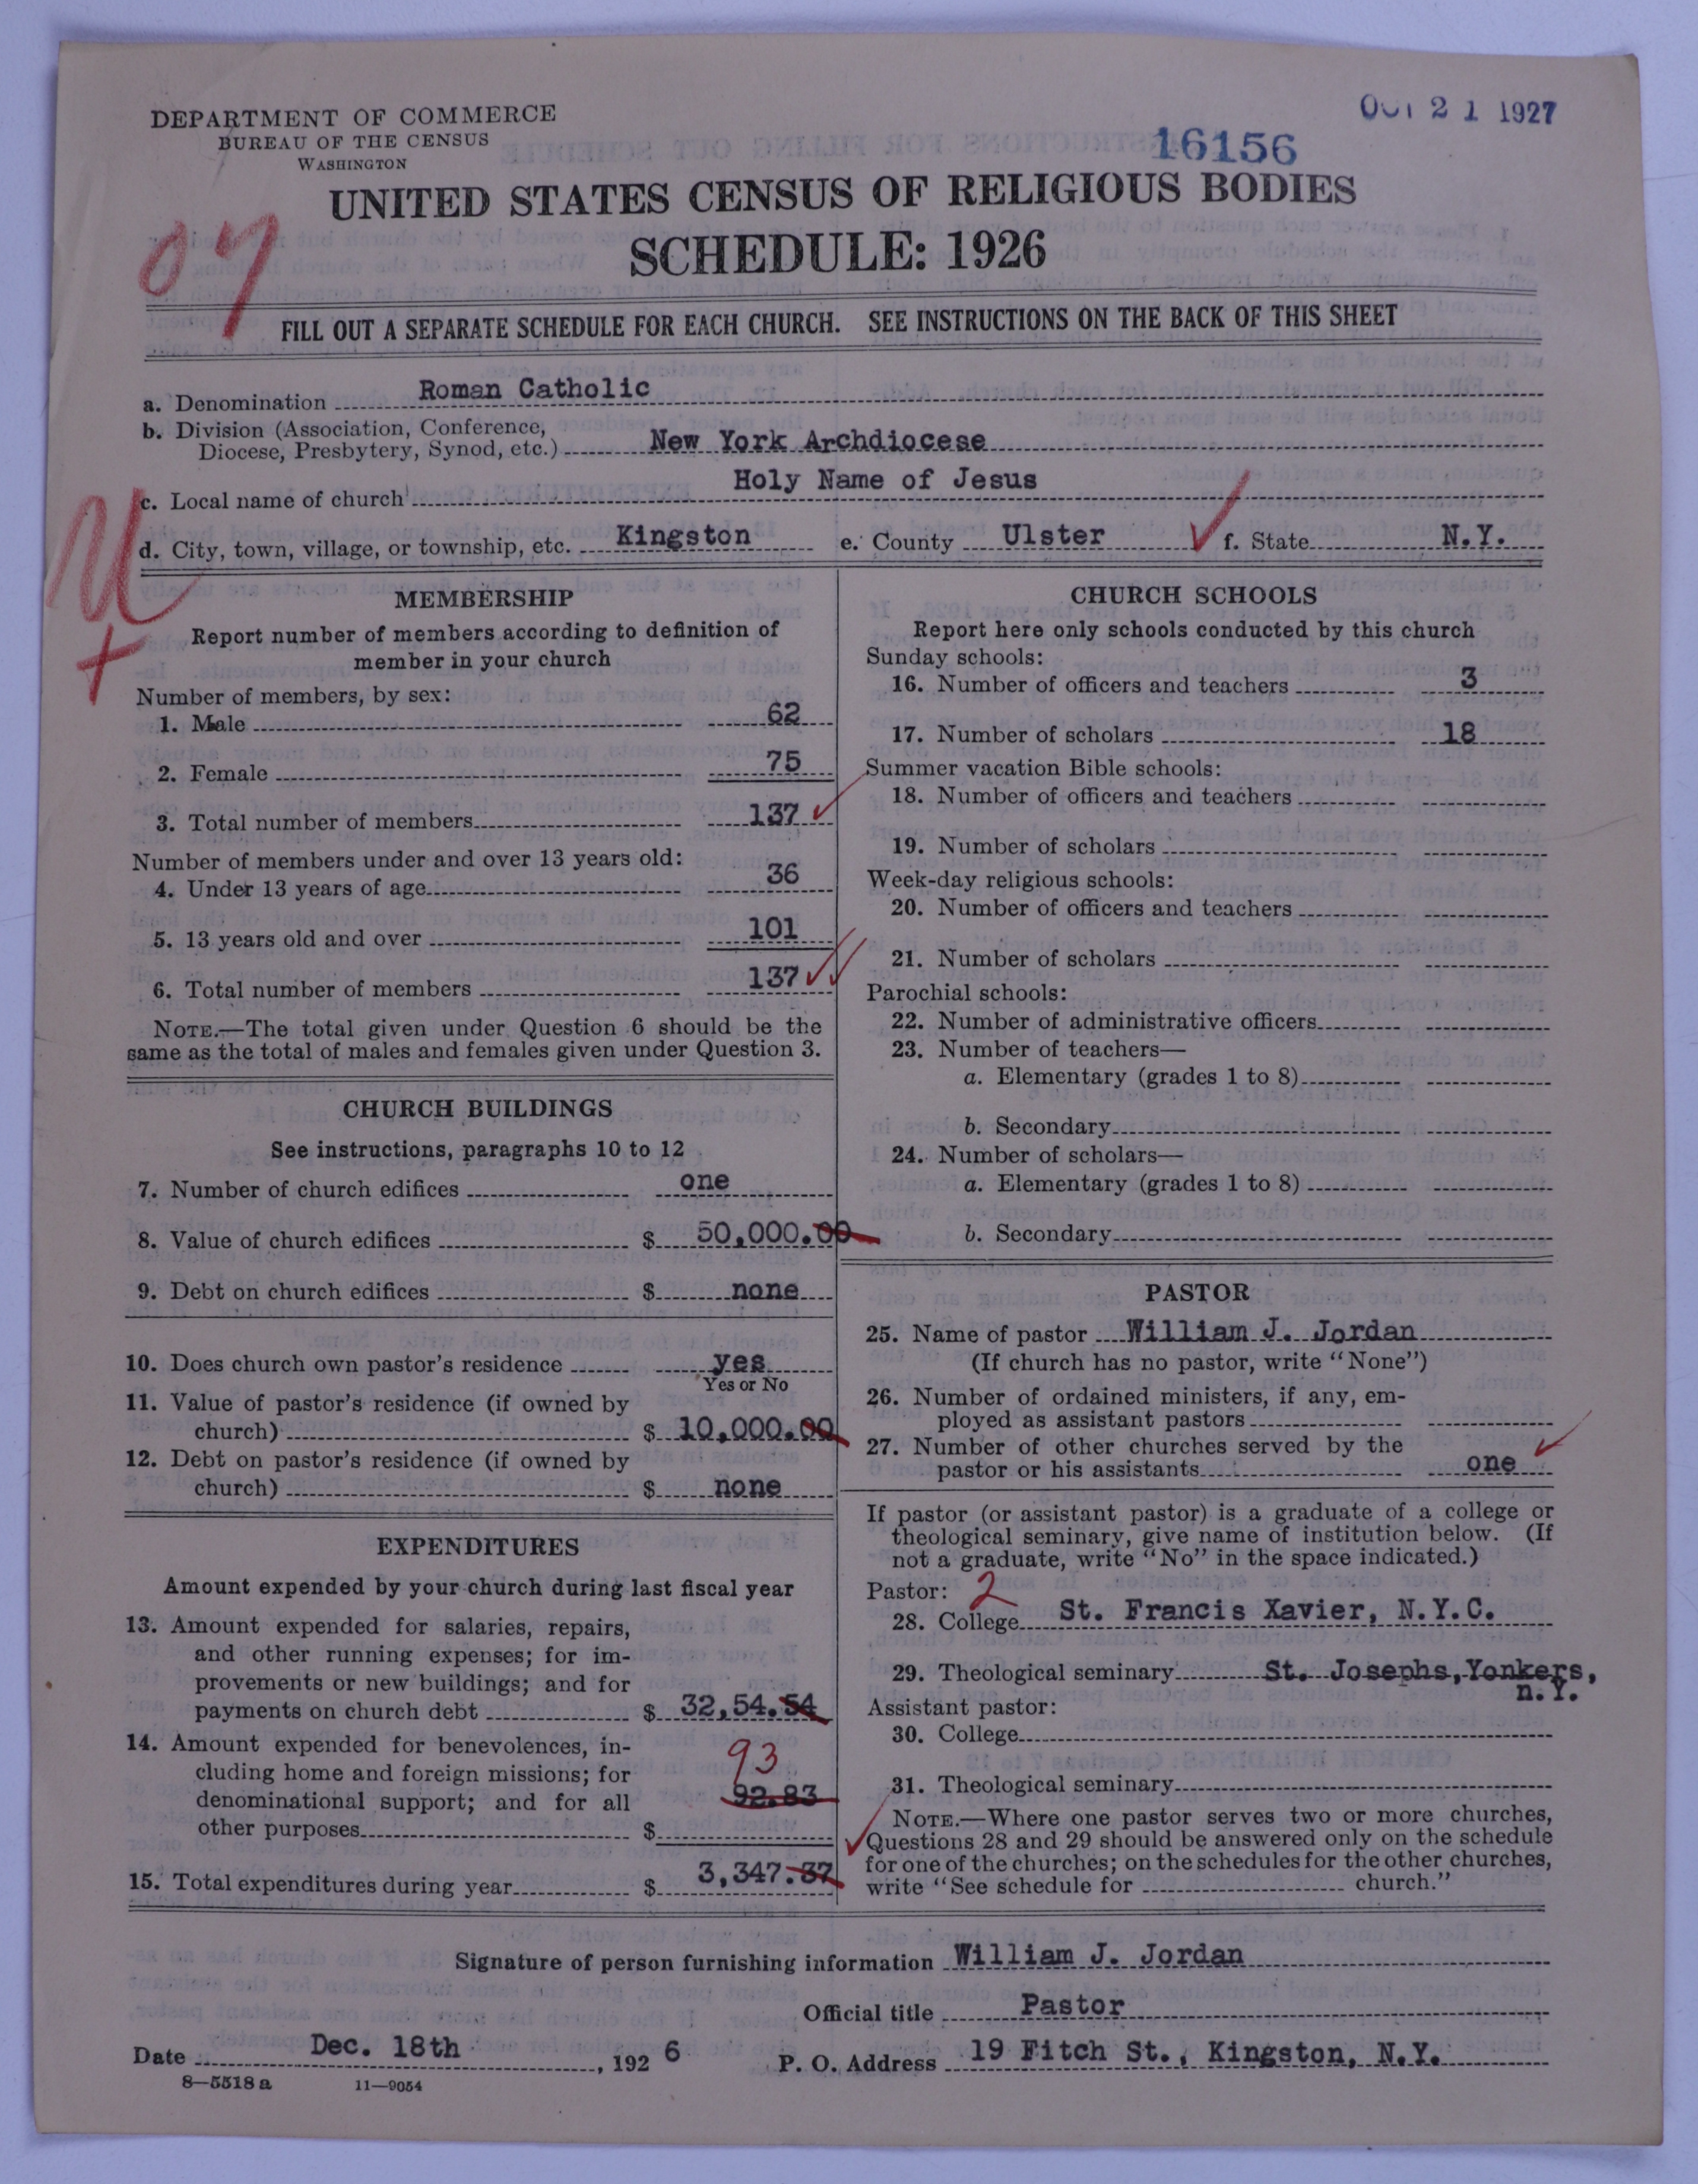 DEPARTMENT OF COMMERCE
BUREAU OF THE CENSUS
WASHINGTON
OCT 21 1927
16156
UNITED STATES CENSUS OF RELIGIOUS BODIES
SCHEDULE: 1926
07
FILL OUT A SEPARATE SCHEDULE FOR EACH CHURCH. SEE INSTRUCTIONS ON THE BACK OF THIS SHEET
a. Denomination Roman Catholic
b. Division (Association, Conference,
Diocese, Presbytery, Synod, etc.) New York Archdiocese
c. Local name of church Holy Name of Jesus
d. City, town, village, or township, etc. Kingston e. County Ulster f. State N.Y.
U
+
MEMBERSHIP
Report number of members according to definition of
member in your church
Number of members, by sex:
1. Male 62
2. Female 75
3. Total number of members 137
Number of members under and over 13 years old:
4. Under 13 years of age 36
5. 13 years old and over 101
6. Total number of members 137
NOTE.—The total given under Question 6 should be the
same as the total of males and females given under Question 3.
CHURCH BUILDINGS
See instructions, paragraphs 10 to 12
7. Number of church edifices one
8. Value of church edifices $ 50,000.00
9. Debt on church edifices $ none
10. Does church own pastor's residence yes
Yes or No
11. Value of pastor's residence (if owned by
church) $ 10,000.00
12. Debt on pastor's residence (if owned by
church) $ none
EXPENDITURES
Amount expended by your church during last fiscal year
13. Amount expended for salaries, repairs,
and other running expenses; for im-
provements or new buildings; and for
payments on church debt $ 32,54.54
14. Amount expended for benevolences, in-
cluding home and foreign missions; for 93
denominational support; and for all 92.83
other purposes $
15. Total expenditures during year $ 3,347.37
CHURCH SCHOOLS
Report here only schools conducted by this church
Sunday schools:
16. Number of officers and teachers 3
17. Number of scholars 18
Summer vacation Bible schools:
18. Number of officers and teachers
19. Number of scholars
Week-day religious schools:
20. Number of officers and teachers
21. Number of scholars
Parochial schools:
22. Number of administrative officers
23. Number of teachers—
a. Elementary (grades 1 to 8)
b. Secondary
24. Number of scholars—
a. Elementary (grades 1 to 8)
b. Secondary
PASTOR
25. Name of pastor William J. Jordan
(If church has no pastor, write "None")
26. Number of ordained ministers, if any, em-
ployed as assistant pastors
27. Number of other churches served by the
pastor or his assistants one
If pastor (or assistant pastor) is a graduate of a college or
theological seminary, give name of institution below. (If
not a graduate, write "No" in the space indicated.)
Pastor: 2
28. College St. Francis Xavier, N.Y.C.
29. Theological seminary St. Josephs, Yonkers,
n.Y.
Assistant pastor:
30. College
31. Theological seminary
NOTE.—Where one pastor serves two or more churches,
Questions 28 and 29 should be answered only on the schedule
for one of the churches; on the schedules for the other churches,
write "See schedule for church."
Signature of person furnishing information William J. Jordan
Official title Pastor
Date Dec. 18th, 1926 P. O. Address 19 Fitch St., Kingston, N.Y.
8—5518 a 11—9054